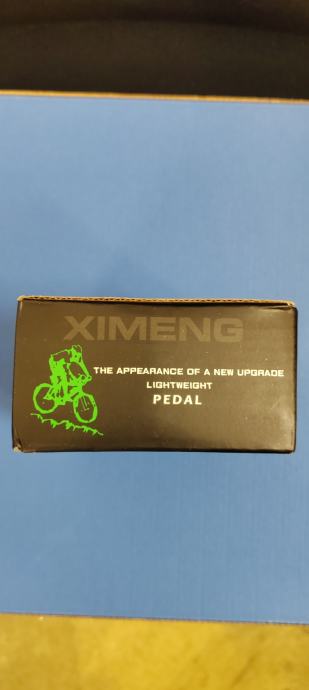 XIMENG
THE APPEARANCE OF A NEW UPGRADE
LIGHTWEIGHT
PEDAL